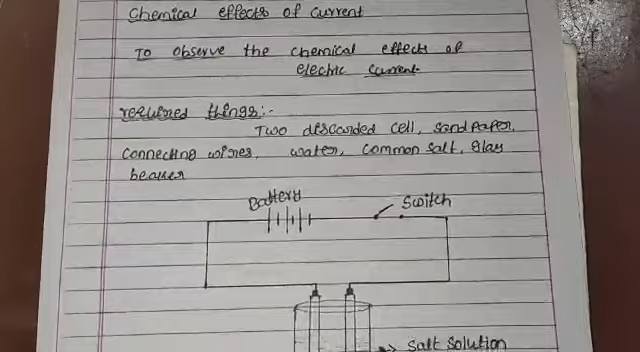 Chemical effects of current
To observe the chemical effects of
electric current.
required things:-
Two discarded cell, sand paper,
Connecting wires, water, common salt, glass
beaker
Battery
Switch
Salt Solution